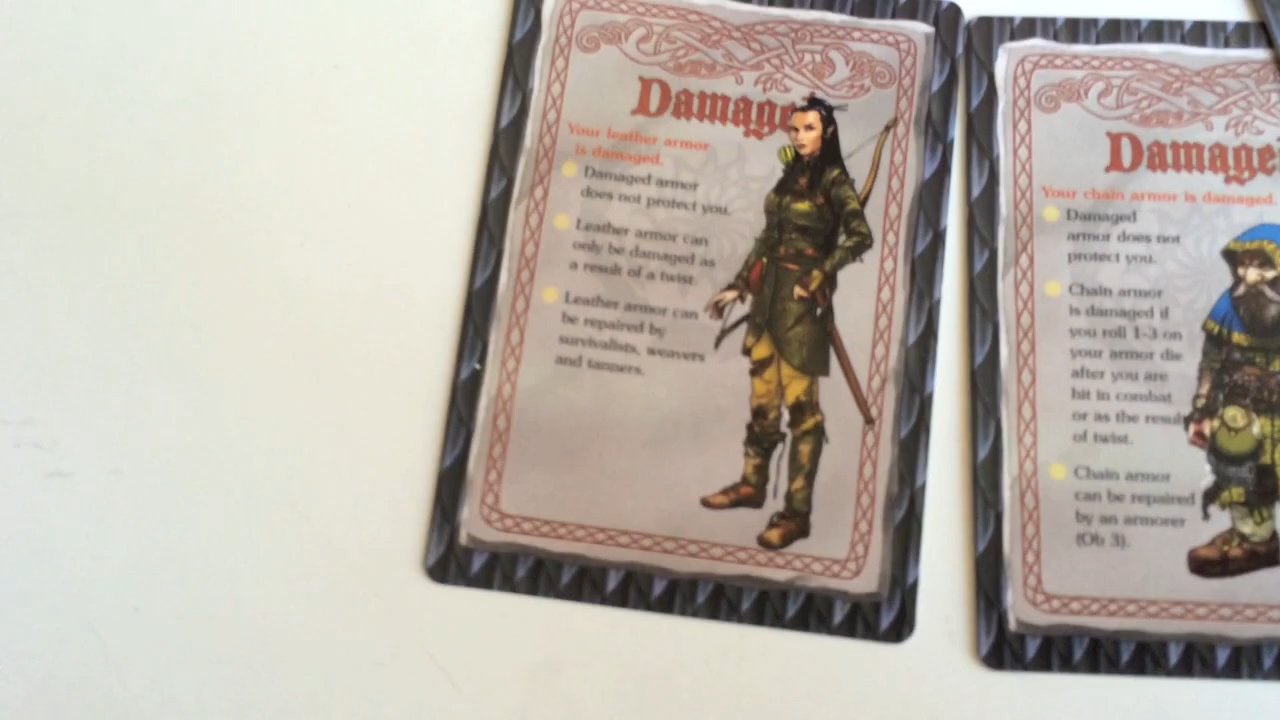 Damaged
Your leather armor
is damaged.
Damaged armor
does not protect you.
Leather armor can
only be damaged as
a result of a twist.
Leather armor can
be repaired by
survivalists, weavers
and tanners.
Damage
Your chain armor is damaged.
Damaged
armor does not
protect you.
Chain armor
is damaged if
you roll 1-3 on
your armor die
after you are
hit in combat
or as the result
of twist.
Chain armor
can be repaired
by an armorer
(Ob 3).